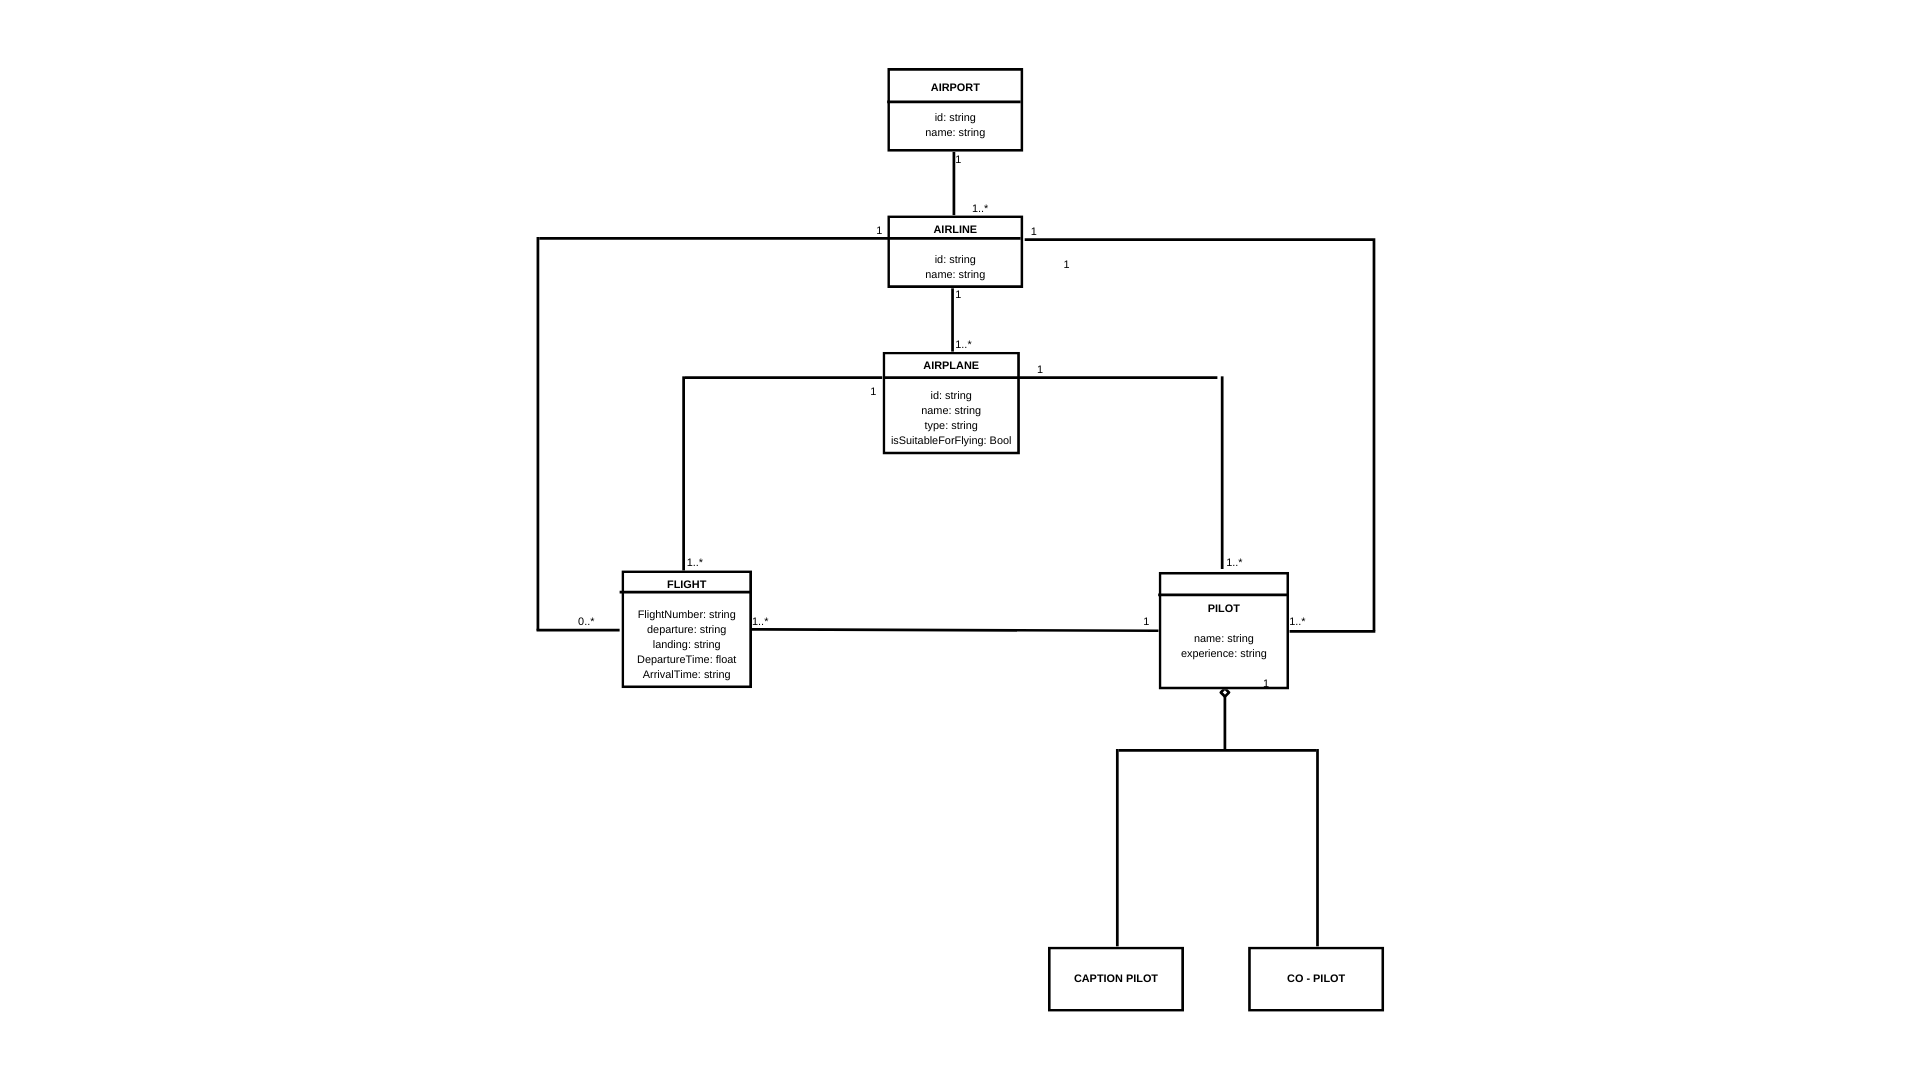 AIRPORT
id: string
name: string
1
1..*
1
AIRLINE
1
id: string
name: string
1
1
1..*
AIRPLANE
1
1
id: string
name: string
type: string
isSuitableForFlying: Bool
1..*
1..*
FLIGHT
FlightNumber: string
departure: string
landing: string
DepartureTime: float
ArrivalTime: string
0..*
1..*
1
PILOT
name: string
experience: string
1..*
1
CAPTION PILOT
CO - PILOT